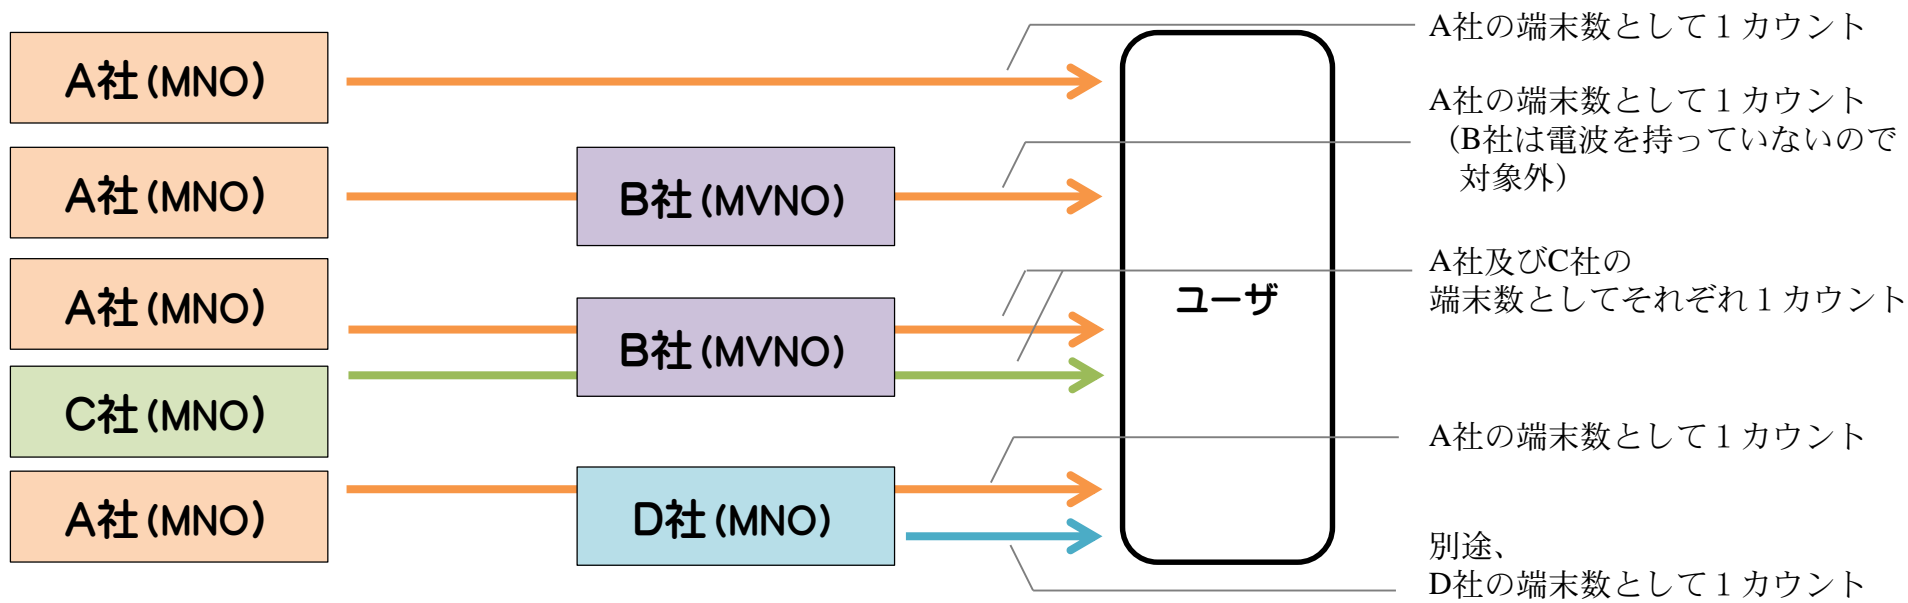 A社の端末数として１カウント
A社(MNO)
A社の端末数として１カウント
（B社は電波を持っていないので
対象外）
A社(MNO)
B社(MVNO)
A社及びC社の
端末数としてそれぞれ１カウント
A社(MNO)
ユーザ
B社(MVNO)
C社(MNO)
A社の端末数として１カウント
A社(MNO)
D社(MNO)
別途、
D社の端末数として１カウント